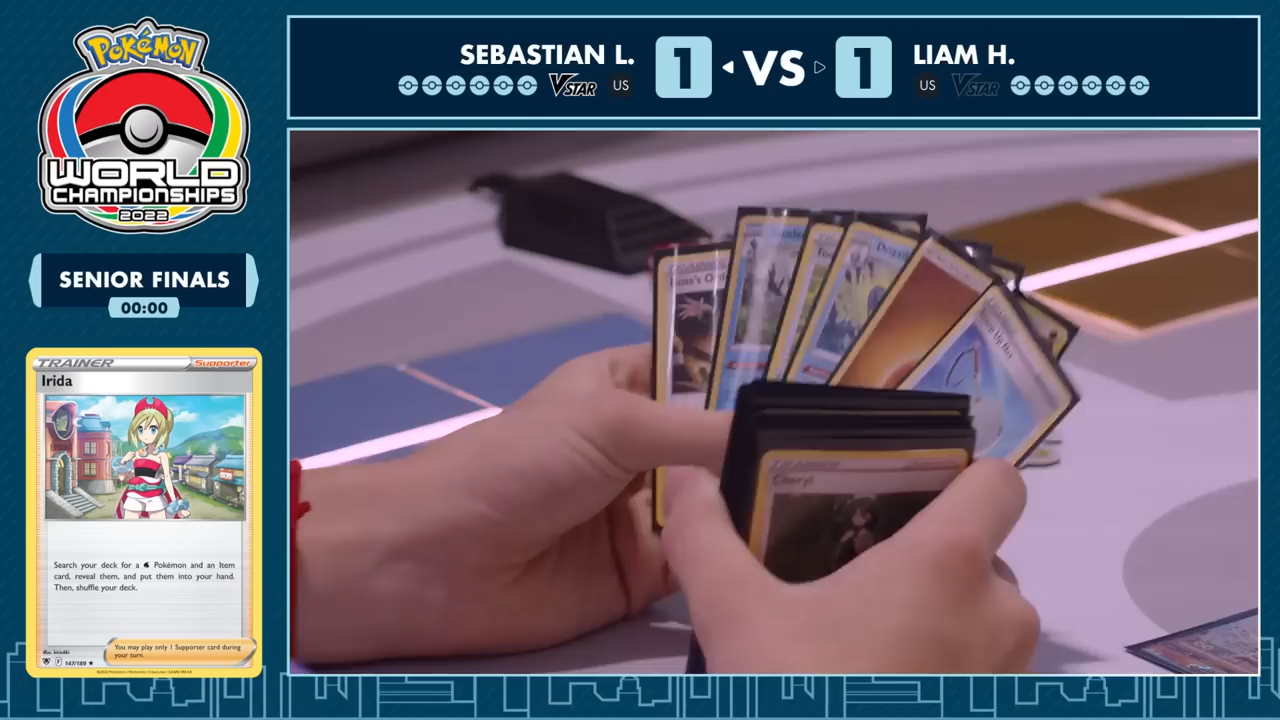 Pokémon
WORLD
CHAMPIONSHIPS
2022
SEBASTIAN L.
VSTAR
US
1
VS
1
LIAM H.
US
VSTAR
SENIOR FINALS
00:00
TRAINER
Supporter
Irida
Search your deck for a Pokémon and an Item
card, reveal them, and put them into your hand.
Then, shuffle your deck.
You may play only 1 Supporter card during
your turn.
147/189
Cheryl